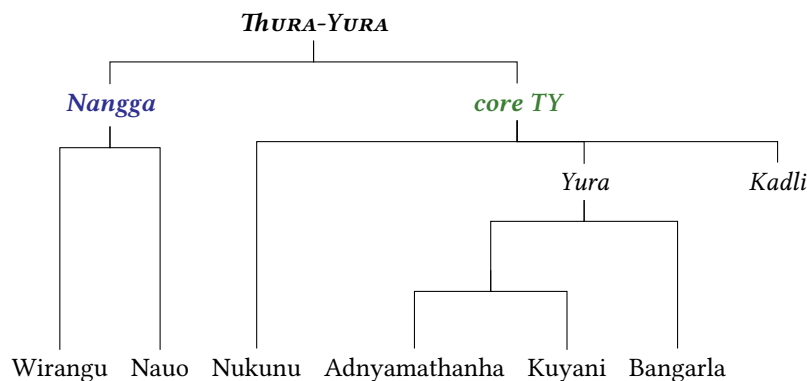 Thura-Yura
Nangga core TY
Yura Kadli
Wirangu Nauo Nukunu Adnyamathanha Kuyani Bangarla